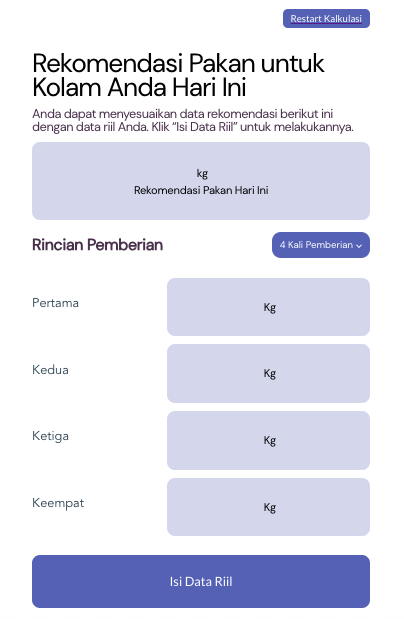 Restart Kalkulasi
Rekomendasi Pakan untuk
Kolam Anda Hari Ini
Anda dapat menyesuaikan data rekomendasi berikut ini
dengan data riil Anda. Klik “Isi Data Riil” untuk melakukannya.
kg
Rekomendasi Pakan Hari Ini
Rincian Pemberian
4 Kali Pemberian
Pertama
Kg
Kedua
Kg
Ketiga
Kg
Keempat
Kg
Isi Data Riil